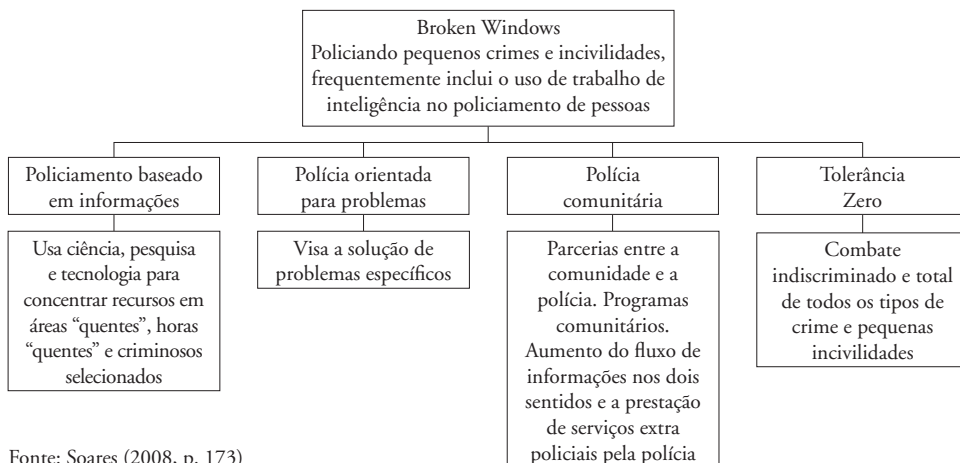 Broken Windows
Policiando pequenos crimes e incivilidades,
frequentemente inclui o uso de trabalho de
inteligência no policiamento de pessoas
Policiamento baseado
em informações
Usa ciência, pesquisa
e tecnologia para
concentrar recursos em
áreas “quentes”, horas
“quentes” e criminosos
selecionados
Polícia orientada
para problemas
Visa a solução de
problemas específicos
Polícia
comunitária
Parcerias entre a
comunidade e a
polícia. Programas
comunitários.
Aumento do fluxo de
informações nos dois
sentidos e a prestação
de serviços extra
policiais pela polícia
Tolerância
Zero
Combate
indiscriminado e total
de todos os tipos de
crime e pequenas
incivilidades
Fonte: Soares (2008, p. 173)